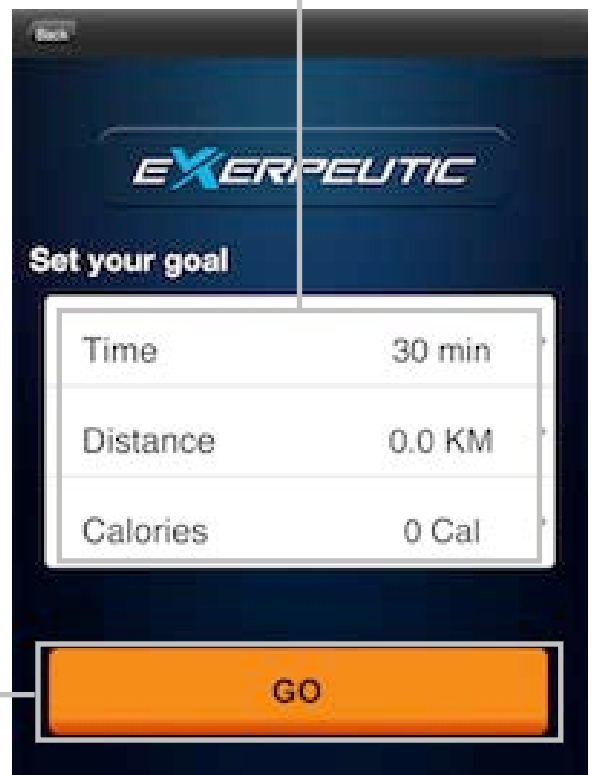 Back
EXERPEUTIC
Set your goal
Time 30 min
Distance 0.0 KM
Calories 0 Cal
GO